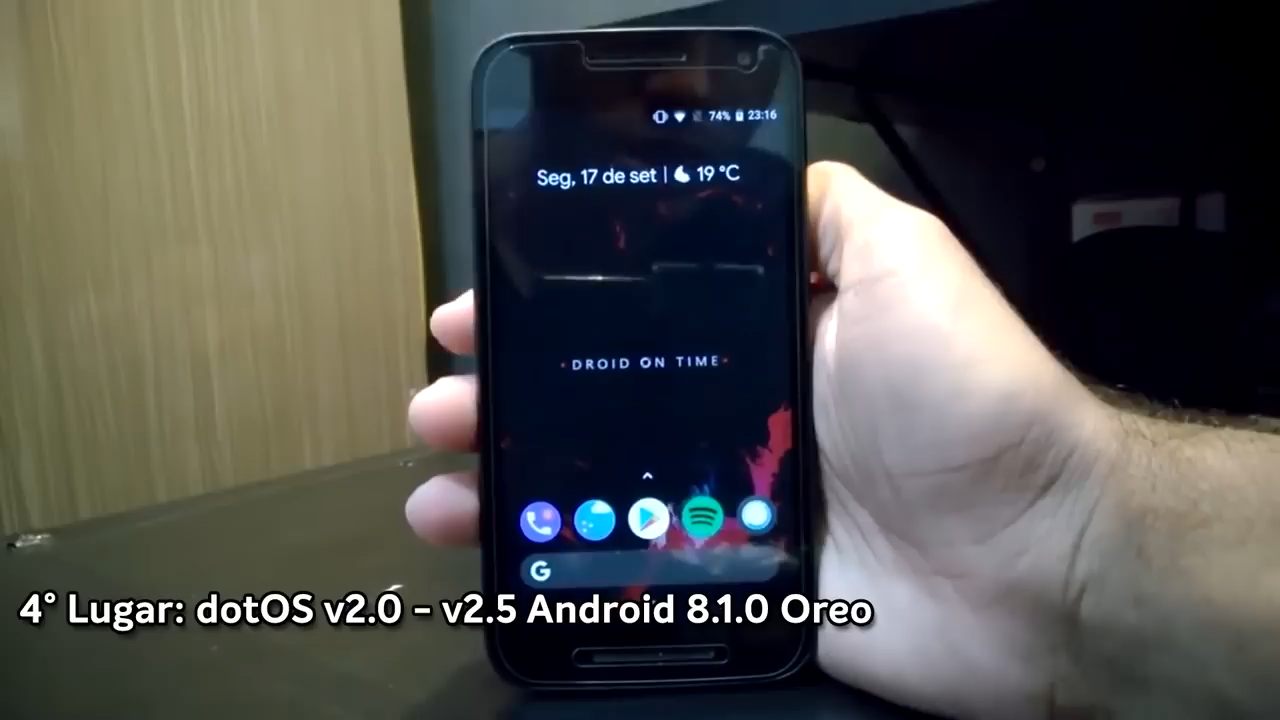 74% 23:16
Seg, 17 de set | 19 °C
DROID ON TIME
G
4° Lugar: dotOS v2.0 - v2.5 Android 8.1.0 Oreo